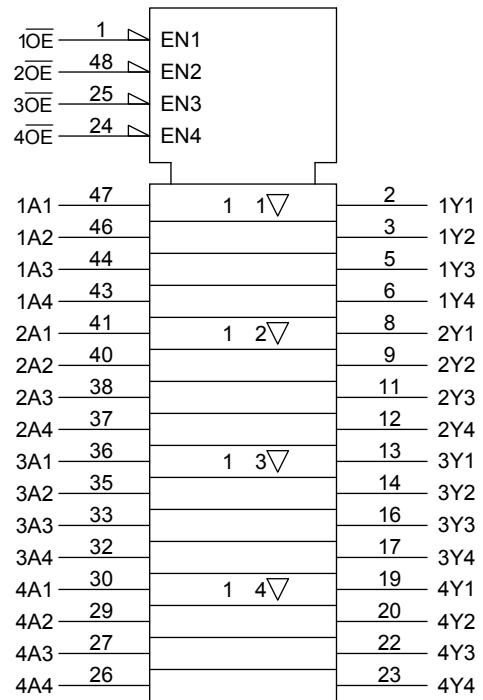 1O̅E̅ 1 EN1
2O̅E̅ 48 EN2
3O̅E̅ 25 EN3
4O̅E̅ 24 EN4
1A1 47 1 1▽ 2 1Y1
1A2 46 3 1Y2
1A3 44 5 1Y3
1A4 43 6 1Y4
2A1 41 1 2▽ 8 2Y1
2A2 40 9 2Y2
2A3 38 11 2Y3
2A4 37 12 2Y4
3A1 36 1 3▽ 13 3Y1
3A2 35 14 3Y2
3A3 33 16 3Y3
3A4 32 17 3Y4
4A1 30 1 4▽ 19 4Y1
4A2 29 20 4Y2
4A3 27 22 4Y3
4A4 26 23 4Y4